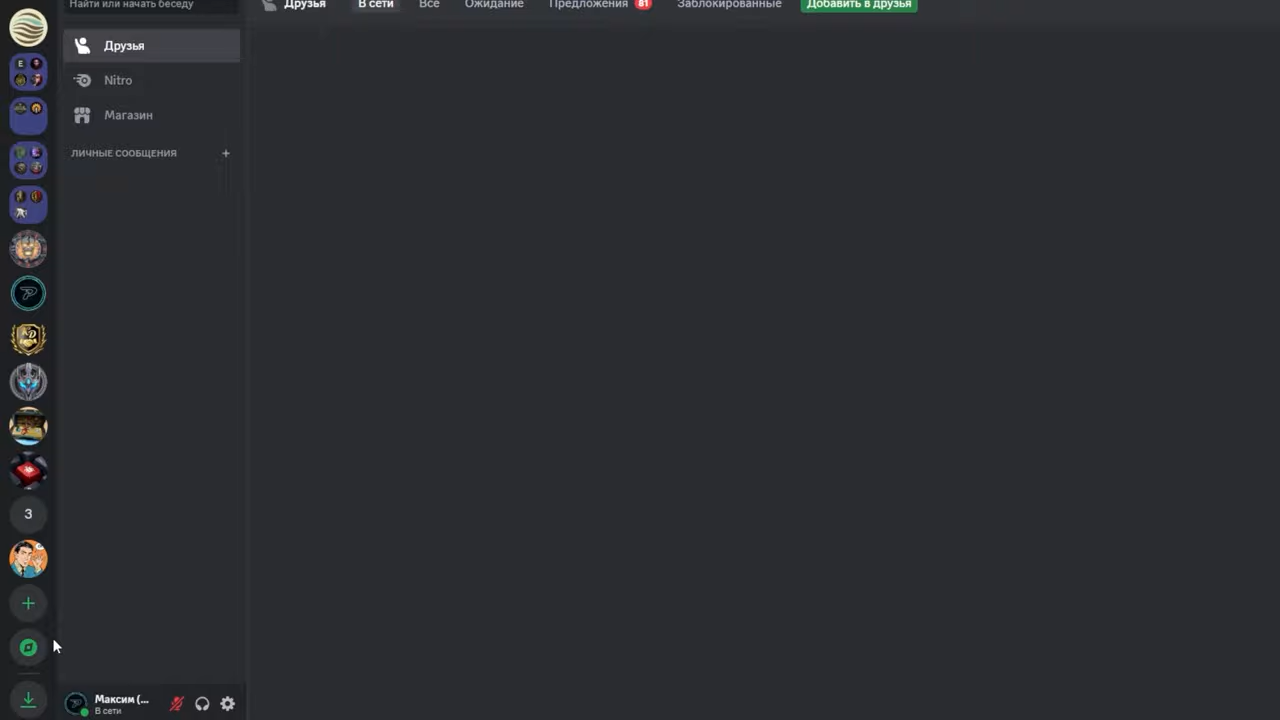 Найти или начать беседу
Друзья В сети Все Ожидание Предложения 81 Заблокированные Добавить в друзья
Друзья
Nitro
Магазин
ЛИЧНЫЕ СООБЩЕНИЯ +
E
3
Максим (...
В сети